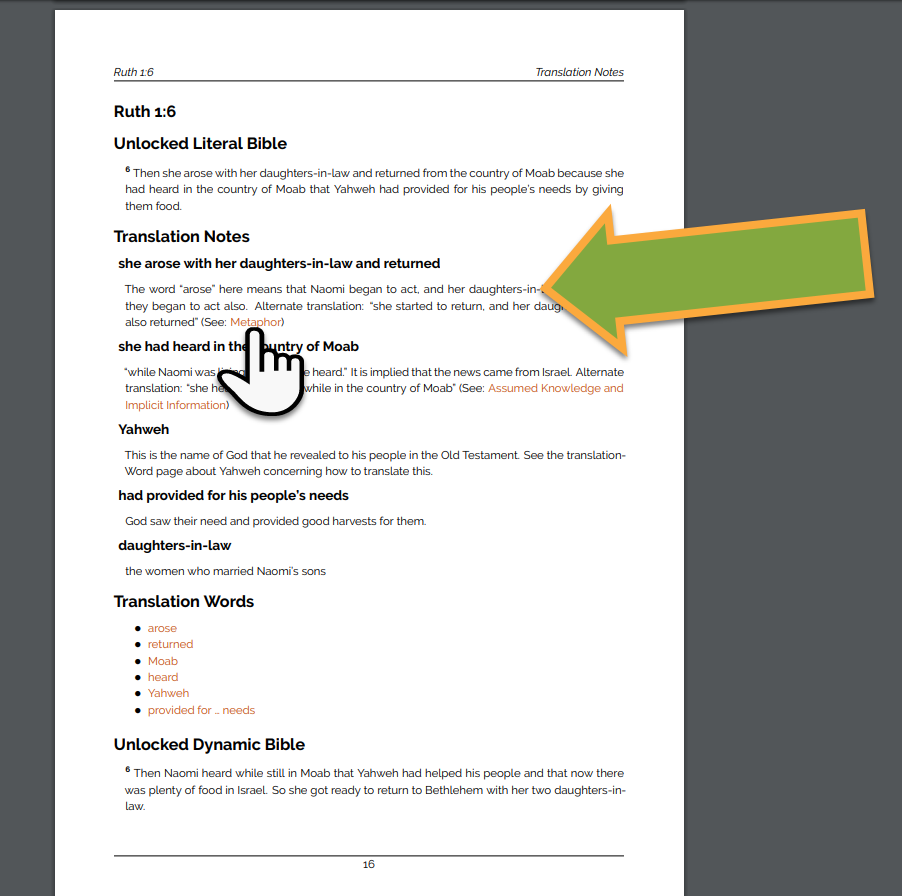 Ruth 1:6 Translation Notes
Ruth 1:6
Unlocked Literal Bible
6 Then she arose with her daughters-in-law and returned from the country of Moab because she
had heard in the country of Moab that Yahweh had provided for his people's needs by giving
them food.
Translation Notes
she arose with her daughters-in-law and returned
The word “arose” here means that Naomi began to act, and her daughters-in-
they began to act also. Alternate translation: “she started to return, and her
also returned” (See: Metaphor)
she had heard in the country of Moab
“while Naomi was heard.” It is implied that the news came from Israel. Alternate
translation: “she while in the country of Moab” (See: Assumed Knowledge and
Implicit Information)
Yahweh
This is the name of God that he revealed to his people in the Old Testament. See the translation-
Word page about Yahweh concerning how to translate this.
had provided for his people's needs
God saw their need and provided good harvests for them.
daughters-in-law
the women who married Naomi's sons
Translation Words
• arose
• returned
• Moab
• heard
• Yahweh
• provided for … needs
Unlocked Dynamic Bible
6 Then Naomi heard while still in Moab that Yahweh had helped his people and that now there
was plenty of food in Israel. So she got ready to return to Bethlehem with her two daughters-in-
law.
16